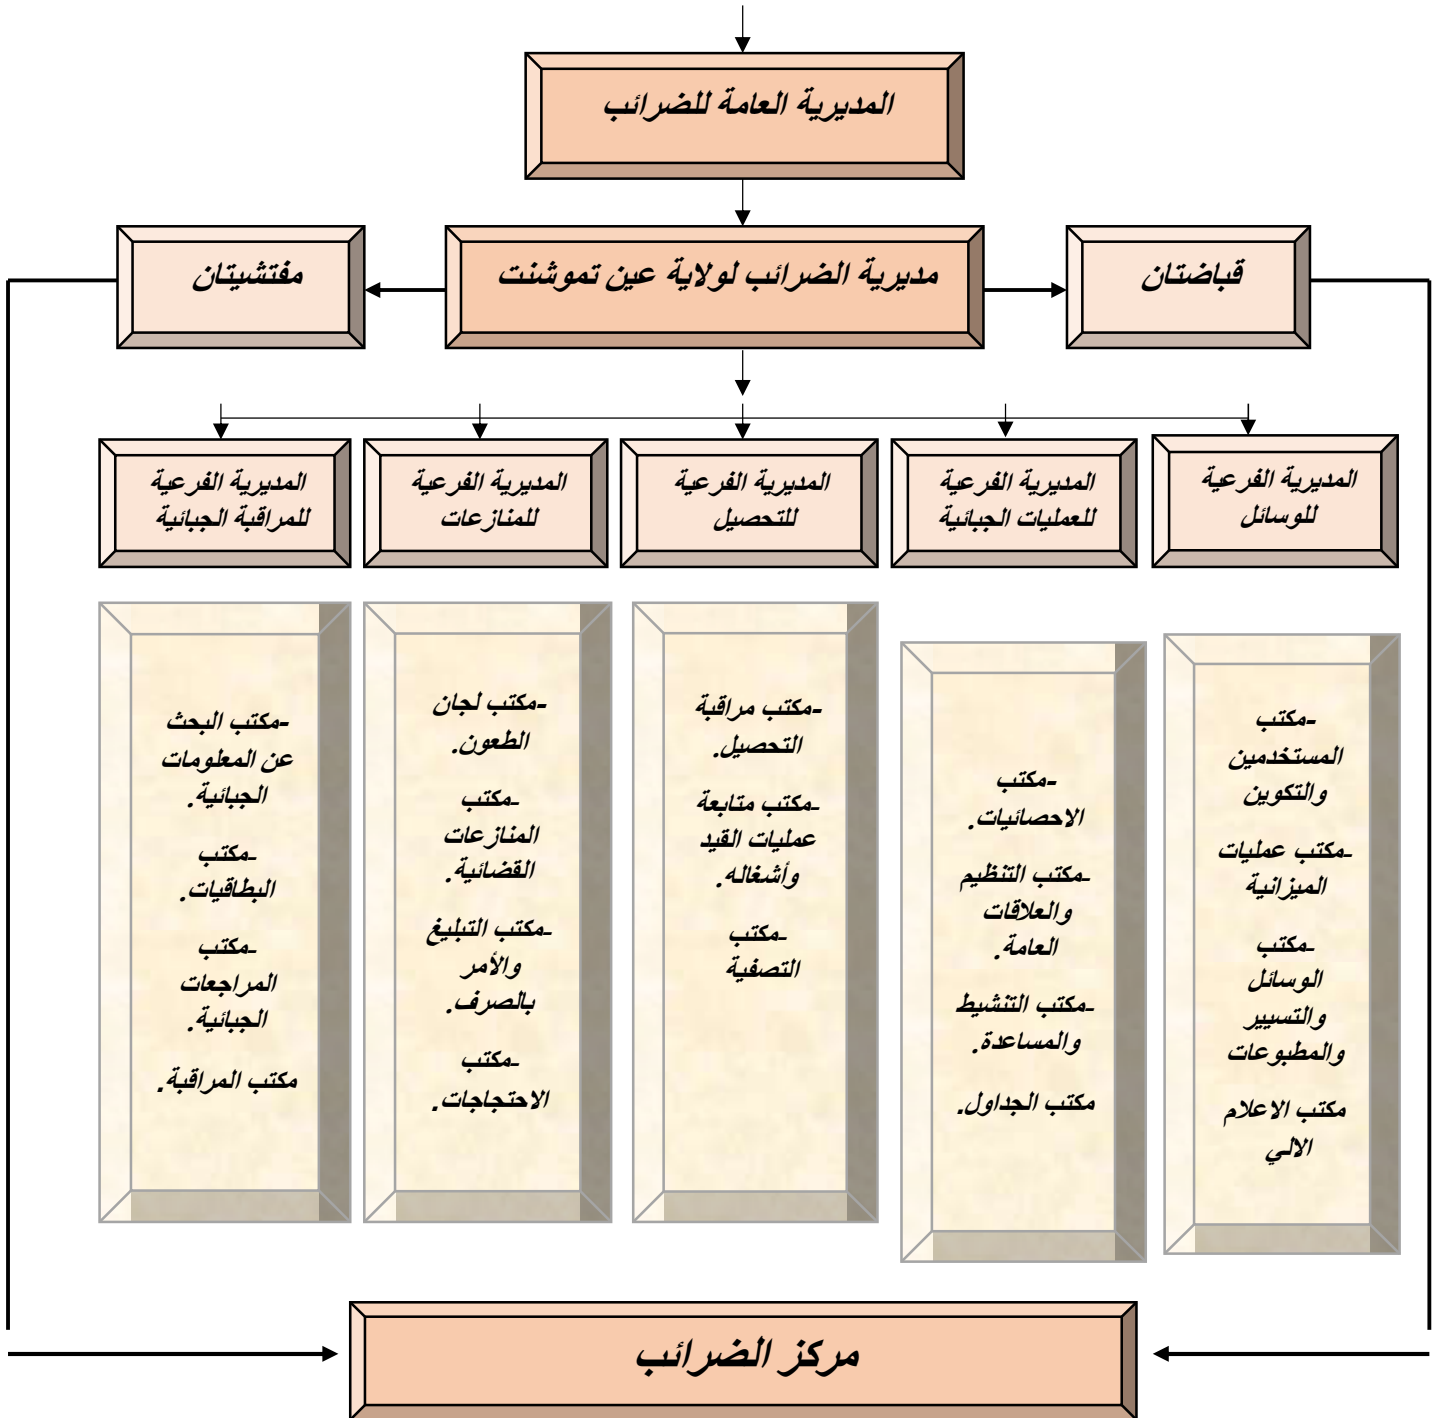 المديرية العامة للضرائب
قباضتان
مديرية الضرائب لولاية عين تموشنت
مفتشيتان
المديرية الفرعية
للوسائل
المديرية الفرعية
للعمليات الجبائية
المديرية الفرعية
للتحصيل
المديرية الفرعية
للمنازعات
المديرية الفرعية
للمراقبة الجبائية
-مكتب
المستخدمين
والتكوين
-مكتب عمليات
الميزانية
-مكتب
الوسائل
والتسيير
والمطبوعات
مكتب الاعلام
الالي
-مكتب
الاحصائيات.
-مكتب التنظيم
والعلاقات
العامة.
-مكتب التنشيط
والمساعدة.
مكتب الجداول.
-مكتب مراقبة
التحصيل.
-مكتب متابعة
عمليات القيد
وأشغاله.
-مكتب
التصفية
-مكتب لجان
الطعون.
-مكتب
المنازعات
القضائية.
-مكتب التبليغ
والأمر
بالصرف.
-مكتب
الاحتجاجات.
-مكتب البحث
عن المعلومات
الجبائية.
-مكتب
البطاقيات.
-مكتب
المراجعات
الجبائية.
مكتب المراقبة.
مركز الضرائب